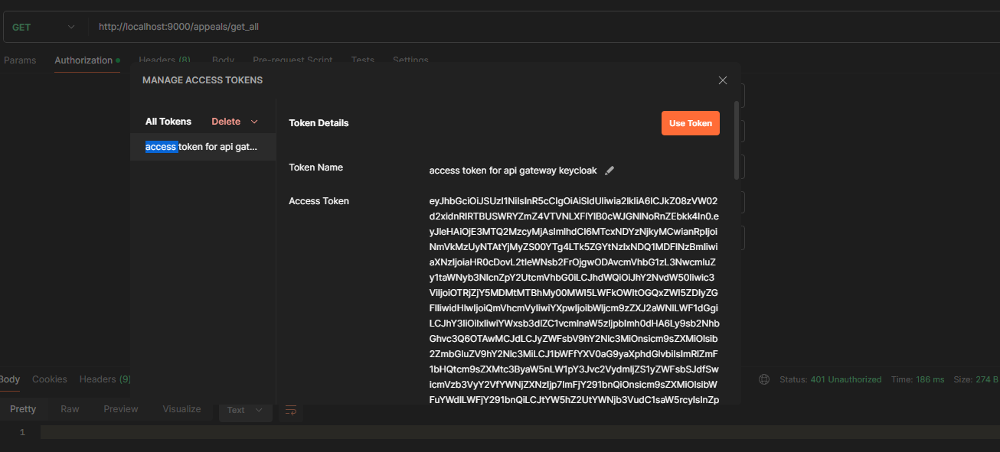 GET
http://localhost:9000/appeals/get_all
Params
Authorization
Headers (8)
Body
Pre-request Script
Tests
Settings
MANAGE ACCESS TOKENS
All Tokens
Delete
access token for api gat...
Token Details
Use Token
Token Name
access token for api gateway keycloak
Access Token
eyJhbGciOiJSUzI1NiIsInR5cCIgOiAiSldUIiwia2lkIiA6ICJkZ08zVW02
d2xidnRIRTBUSWRYZmZ4VTVNLXFIYlB0cWJGNlNoRnZEbkk4In0.e
yJleHAiOjE3MTQ2MzcyMjAsImlhdCI6MTcxNDYzNjkyMCwianRpIjoi
NmVkMzUyNTAtYjMyZS00YTg4LTk5ZGYtNzIxNDQ1MDFlNzBmIiwi
aXNzIjoiaHR0cDovL2tleWNsb2FrOjgwODAvcmVhbG1zL3NwcmluZ
y1taWNyb3NlcnZpY2UtcmVhbG0iLCJhdWQiOiJhY2NvdW50Iiwic3
ViIjoiOTRjZjY5MDMtMTBhMy00MWI5LWFkOWItOGQxZWI5ZDIyZG
FlIiwidHlwIjoiQmVhcmVyIiwiYXpwIjoibWljcm9zZXJ2aWNlLWF1dGgi
LCJhY3IiOiIxIiwiYWxsb3dlZC1vcmlnaW5zIjpbImh0dHA6Ly9sb2Nhb
Ghvc3Q6OTAwMCJdLCJyZWFsbV9hY2Nlc3MiOnsicm9sZXMiOlsib
2ZmbGluZV9hY2Nlc3MiLCJ1bWFfYXV0aG9yaXphdGlvbiIsImRlZmF
1bHQtcm9sZXMtc3ByaW5nLW1pY3Jvc2VydmljZS1yZWFsbSJdfSw
icmVzb3VyY2VfYWNjZXNzIjp7ImFjY291bnQiOnsicm9sZXMiOlsibW
FuYWdlLWFjY291bnQiLCJtYW5hZ2UtYWNjb3VudC1saW5rcyIsInZp
Body
Cookies
Headers (9)
Status: 401 Unauthorized
Time: 186 ms
Size: 274 B
Pretty
Raw
Preview
Visualize
Text
1